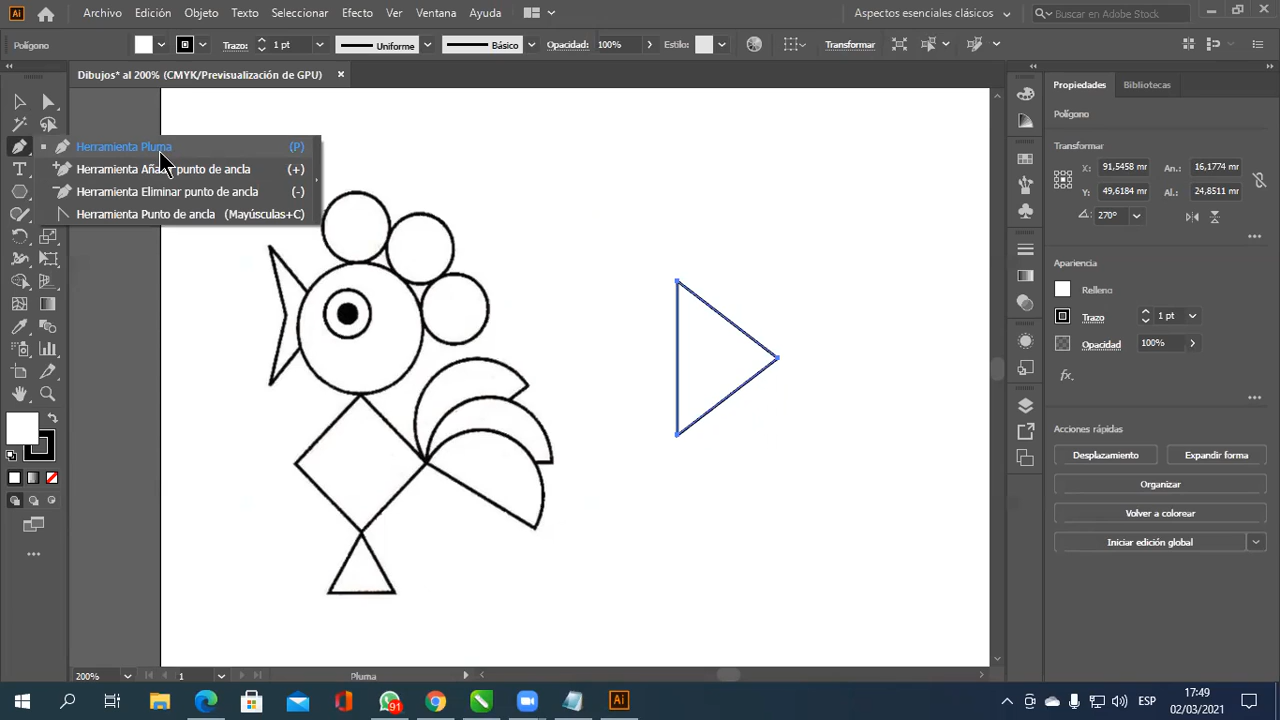 Ai Archivo Edición Objeto Texto Seleccionar Efecto Ver Ventana Ayuda Aspectos esenciales clásicos Buscar en Adobe Stock
Polígono Trazo: 1 pt Uniforme Básico Opacidad: 100% Estilo: Transformar
Dibujos* al 200% (CMYK/Previsualización de GPU)
Herramienta Pluma (P)
Herramienta punto de ancla (+)
Herramienta Eliminar punto de ancla (-)
Herramienta Punto de ancla (Mayúsculas+C)
Propiedades Bibliotecas
Polígono
Transformar
X: 91,5458 mr An.: 16,1774 mr
Y: 49,6184 mr Al.: 24,8511 mr
270°
Apariencia
Relleno
Trazo 1 pt
Opacidad 100%
fx.
Acciones rápidas
Desplazamiento Expandir forma
Organizar
Volver a colorear
Iniciar edición global
200% 1 Pluma
91 Ai ESP 17:49
02/03/2021